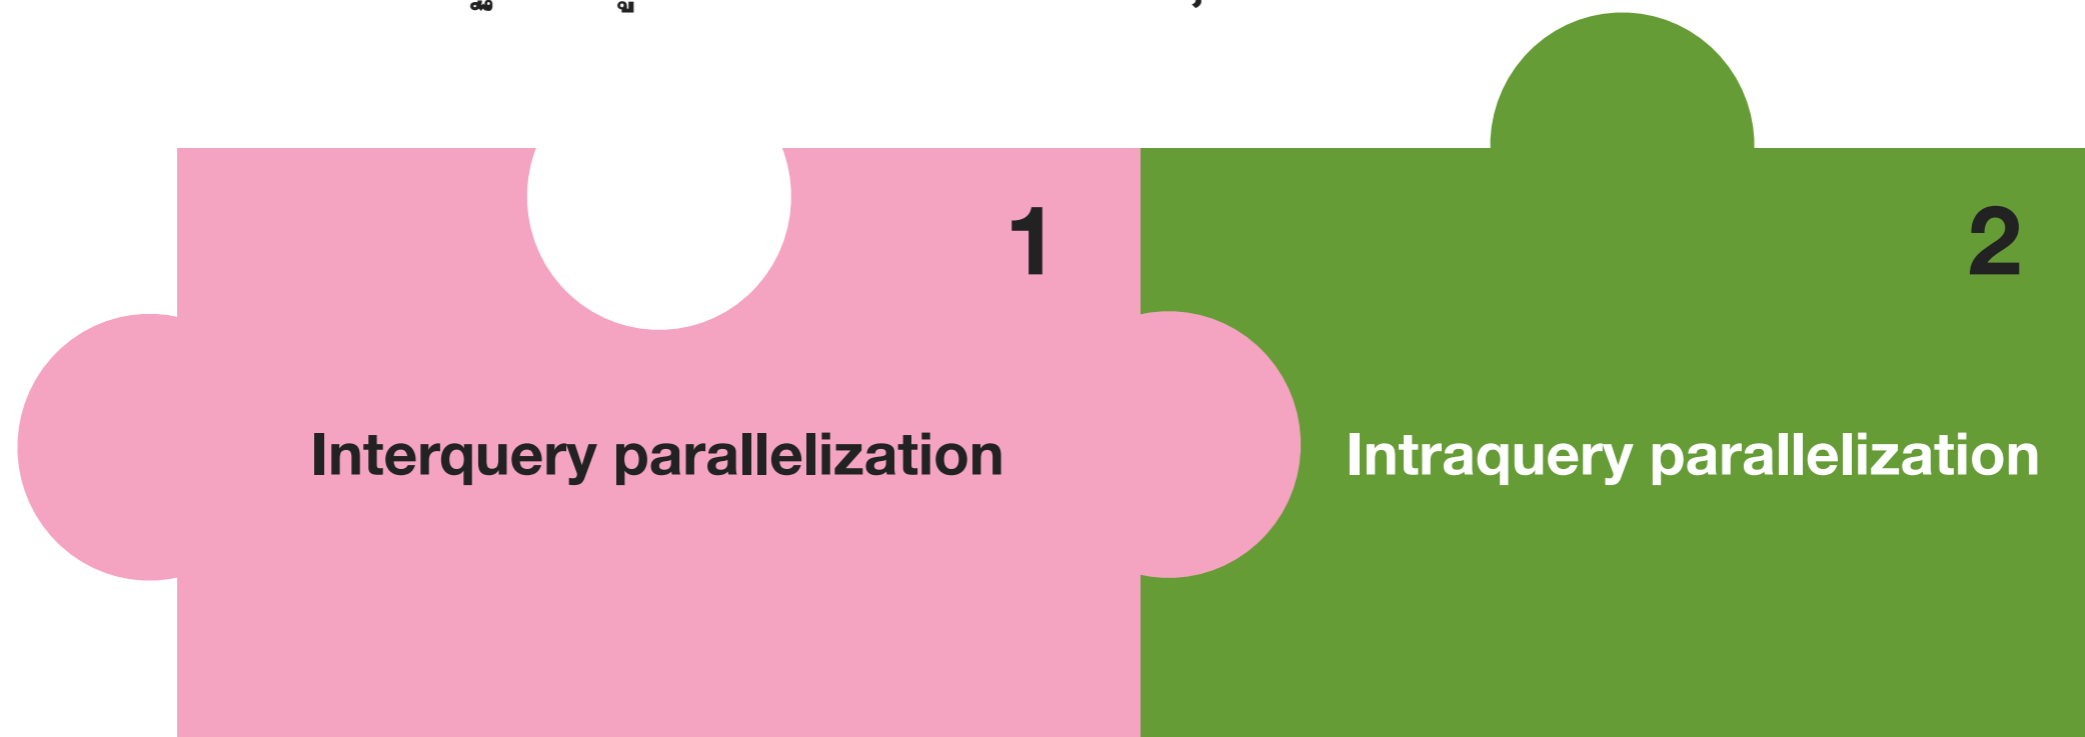 1
2
Interquery parallelization
Intraquery parallelization